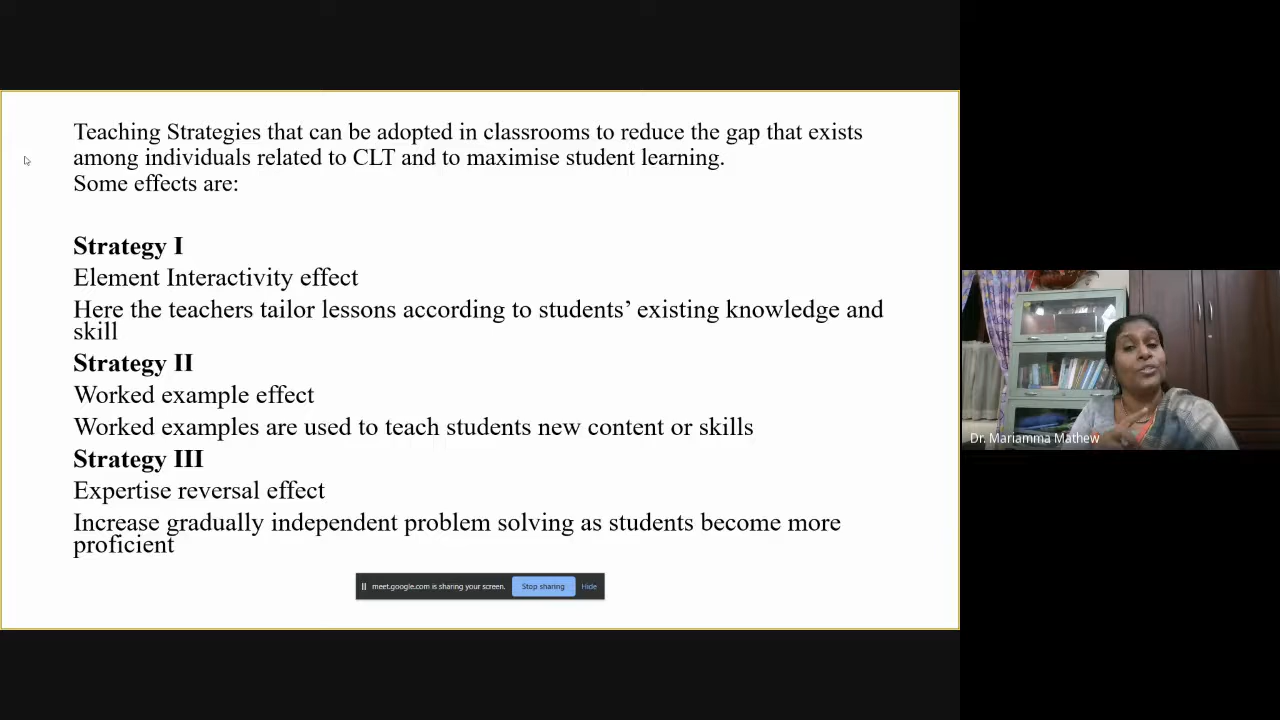 Teaching Strategies that can be adopted in classrooms to reduce the gap that exists
among individuals related to CLT and to maximise student learning.
Some effects are:
Strategy I
Element Interactivity effect
Here the teachers tailor lessons according to students’ existing knowledge and
skill
Strategy II
Worked example effect
Worked examples are used to teach students new content or skills
Strategy III
Expertise reversal effect
Increase gradually independent problem solving as students become more
proficient
meet.google.com is sharing your screen. Stop sharing Hide
Dr. Mariamma Mathew